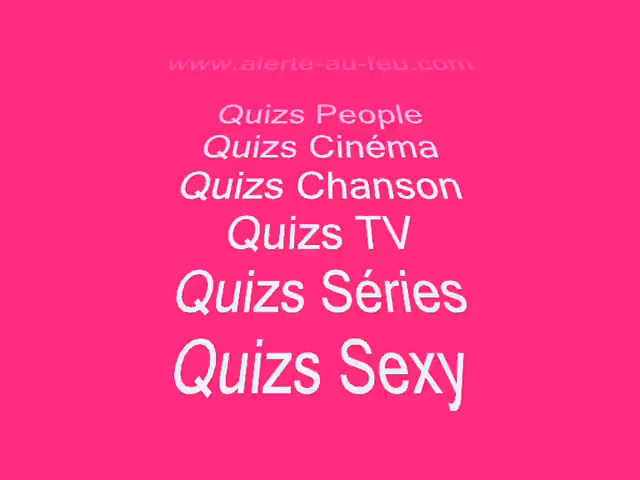 www.alerte-au-feu.com
Quizs People
Quizs Cinéma
Quizs Chanson
Quizs TV
Quizs Séries
Quizs Sexy